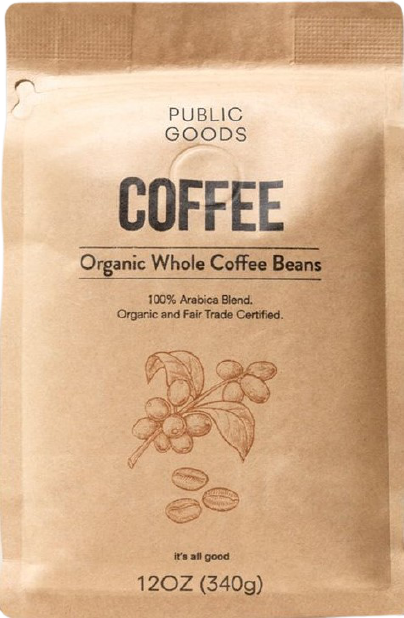 PUBLIC
GOODS
COFFEE
Organic Whole Coffee Beans
100% Arabica Blend.
Organic and Fair Trade Certified.
it's all good
12OZ (340g)